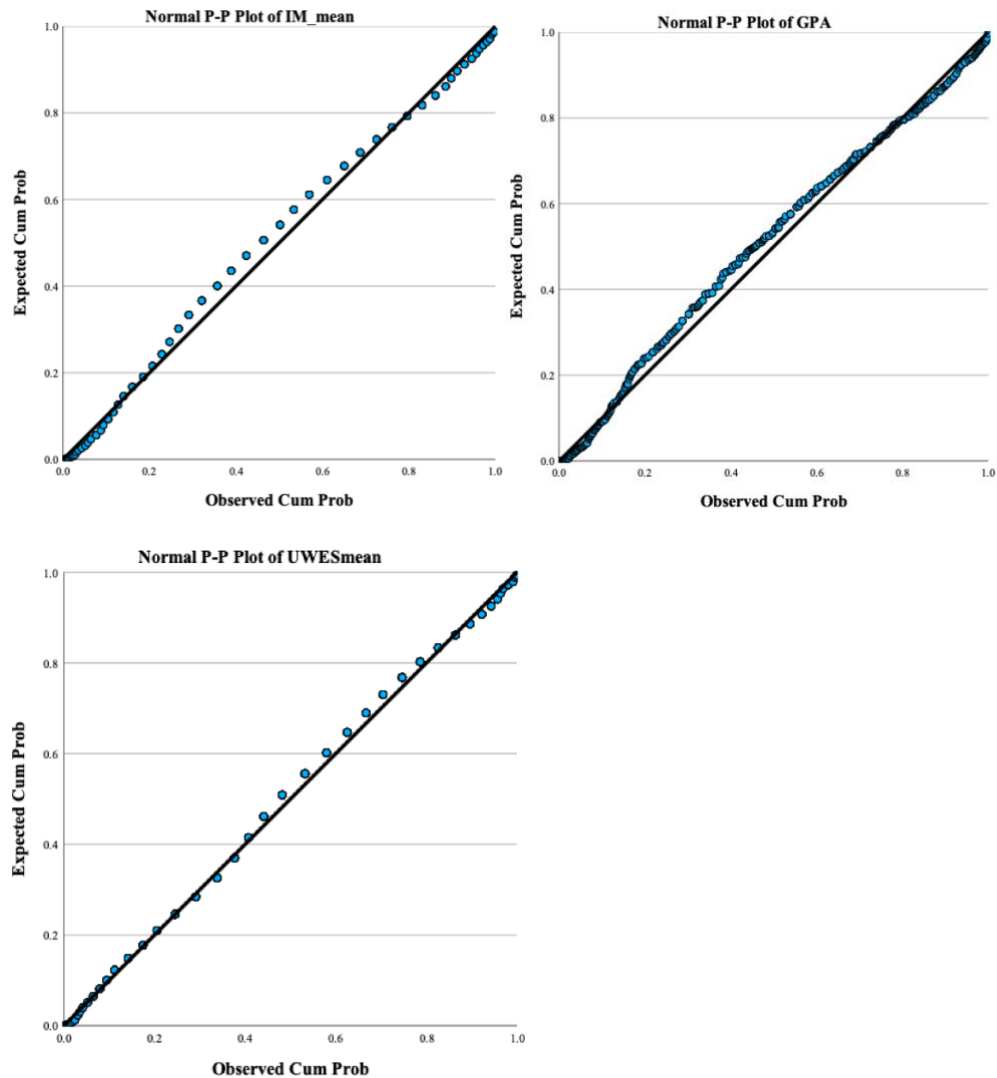 Normal P-P Plot of IM_mean
1.0
0.8
0.6
0.4
0.2
0.0
Expected Cum Prob
0.0 0.2 0.4 0.6 0.8 1.0
Observed Cum Prob
Normal P-P Plot of GPA
1.0
0.8
0.6
0.4
0.2
0.0
Expected Cum Prob
0.0 0.2 0.4 0.6 0.8 1.0
Observed Cum Prob
Normal P-P Plot of UWESmean
1.0
0.8
0.6
0.4
0.2
0.0
Expected Cum Prob
0.0 0.2 0.4 0.6 0.8 1.0
Observed Cum Prob